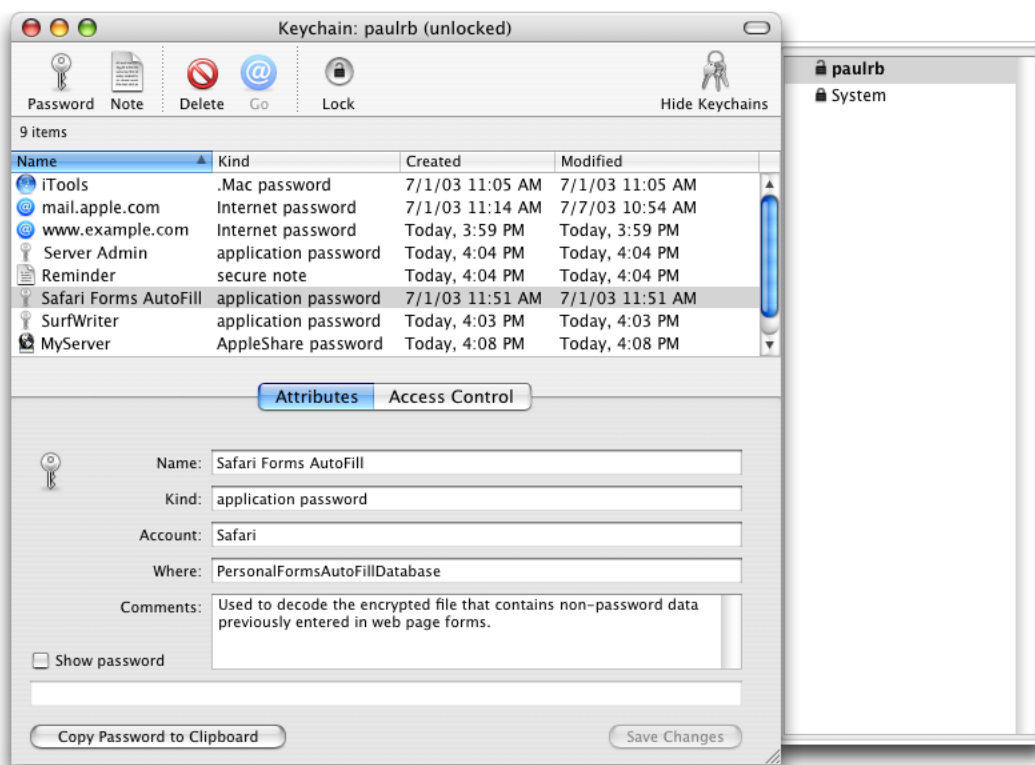 Keychain: paulrb (unlocked)
Password Note Delete Go Lock Hide Keychains
9 items
Name Kind Created Modified
iTools .Mac password 7/1/03 11:05 AM 7/1/03 11:05 AM
mail.apple.com Internet password 7/1/03 11:14 AM 7/7/03 10:54 AM
www.example.com Internet password Today, 3:59 PM Today, 3:59 PM
Server Admin application password Today, 4:04 PM Today, 4:04 PM
Reminder secure note Today, 4:04 PM Today, 4:04 PM
Safari Forms AutoFill application password 7/1/03 11:51 AM 7/1/03 11:51 AM
SurfWriter application password Today, 4:03 PM Today, 4:03 PM
MyServer AppleShare password Today, 4:08 PM Today, 4:08 PM
Attributes Access Control
Name: Safari Forms AutoFill
Kind: application password
Account: Safari
Where: PersonalFormsAutoFillDatabase
Comments: Used to decode the encrypted file that contains non-password data
previously entered in web page forms.
Show password
Copy Password to Clipboard Save Changes
paulrb
System